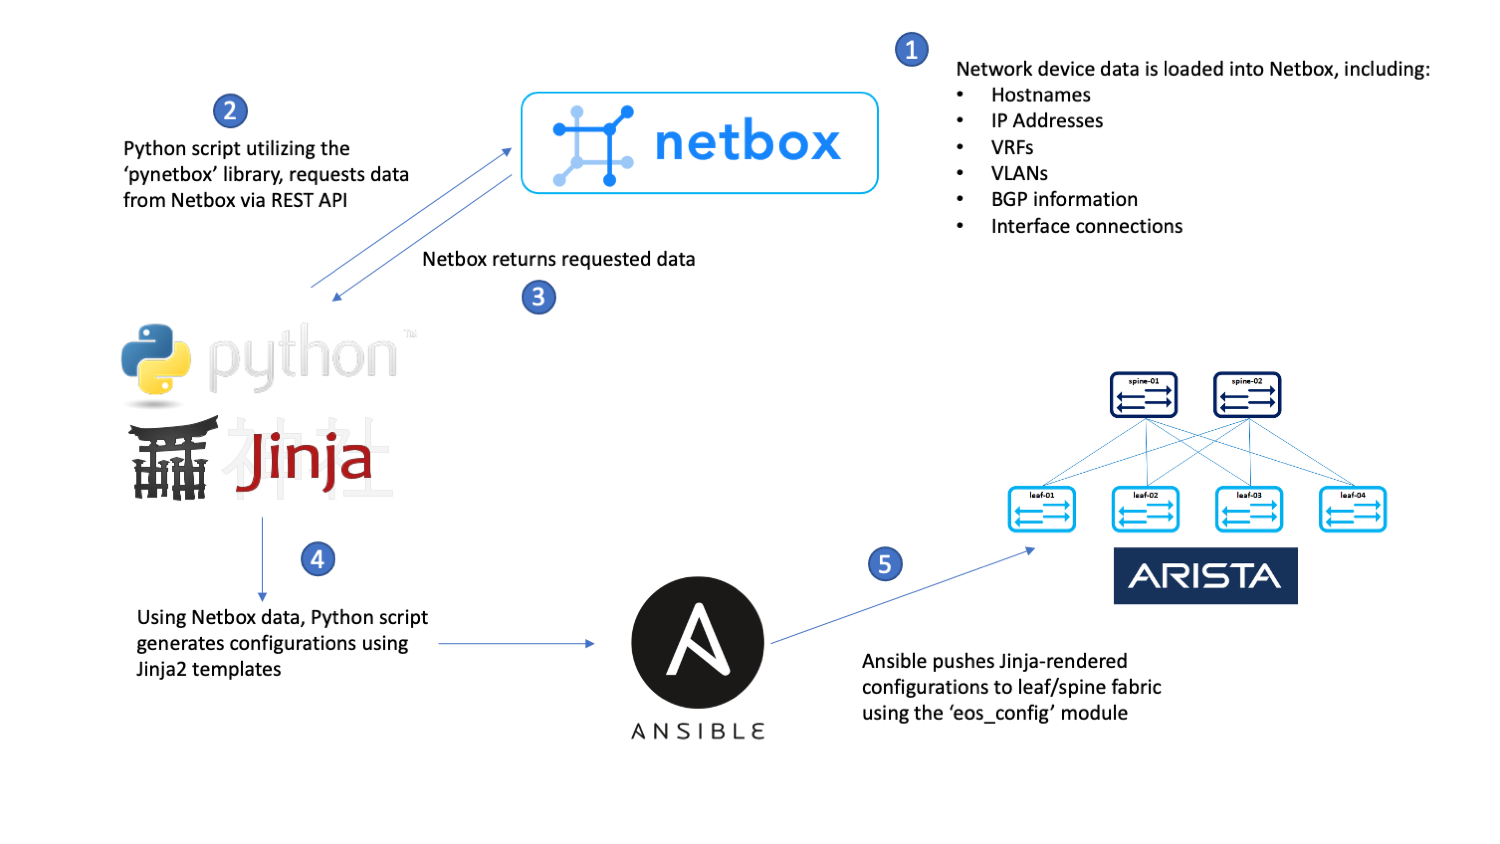 1
Network device data is loaded into Netbox, including:
• Hostnames
• IP Addresses
• VRFs
• VLANs
• BGP information
• Interface connections
2
Python script utilizing the
‘pynetbox’ library, requests data
from Netbox via REST API
netbox
Netbox returns requested data
3
python™
神社
Jinja
4
Using Netbox data, Python script
generates configurations using
Jinja2 templates
ANSIBLE
5
Ansible pushes Jinja-rendered
configurations to leaf/spine fabric
using the ‘eos_config’ module
spine-01 spine-02
leaf-01 leaf-02 leaf-03 leaf-04
ARISTA